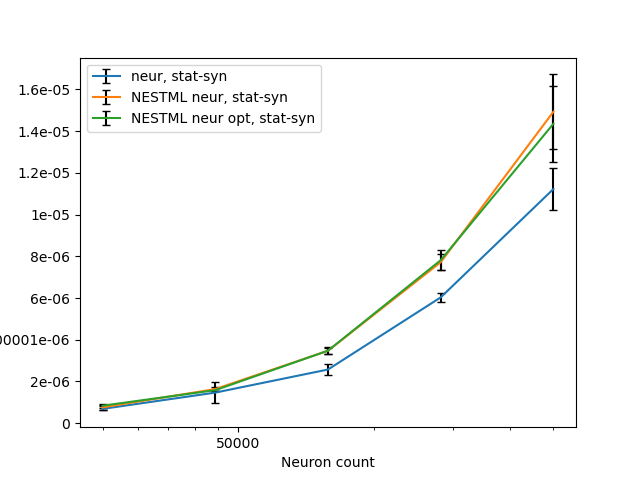 neur, stat-syn
NESTML neur, stat-syn
NESTML neur opt, stat-syn
1.6e-05
1.4e-05
1.2e-05
1e-05
8e-06
6e-06
00001e-06
2e-06
0
50000
Neuron count